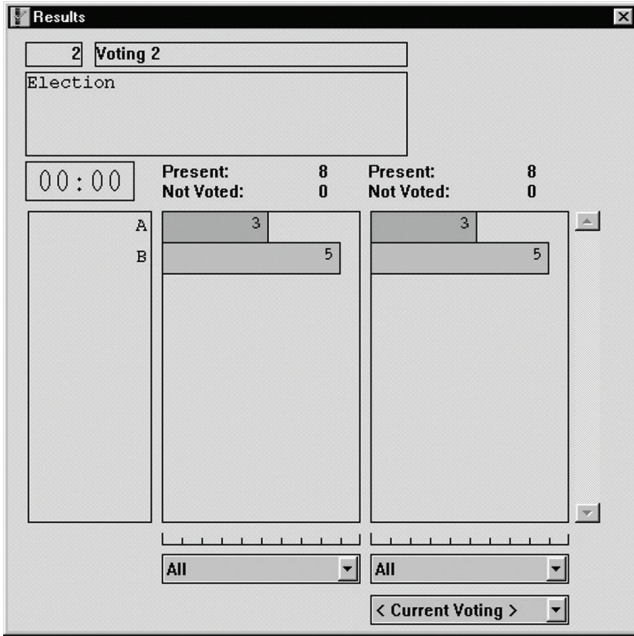 Results
2 Voting 2
Election
00:00
Present: 8 Present: 8
Not Voted: 0 Not Voted: 0
A 3 3
B 5 5
All All
< Current Voting >